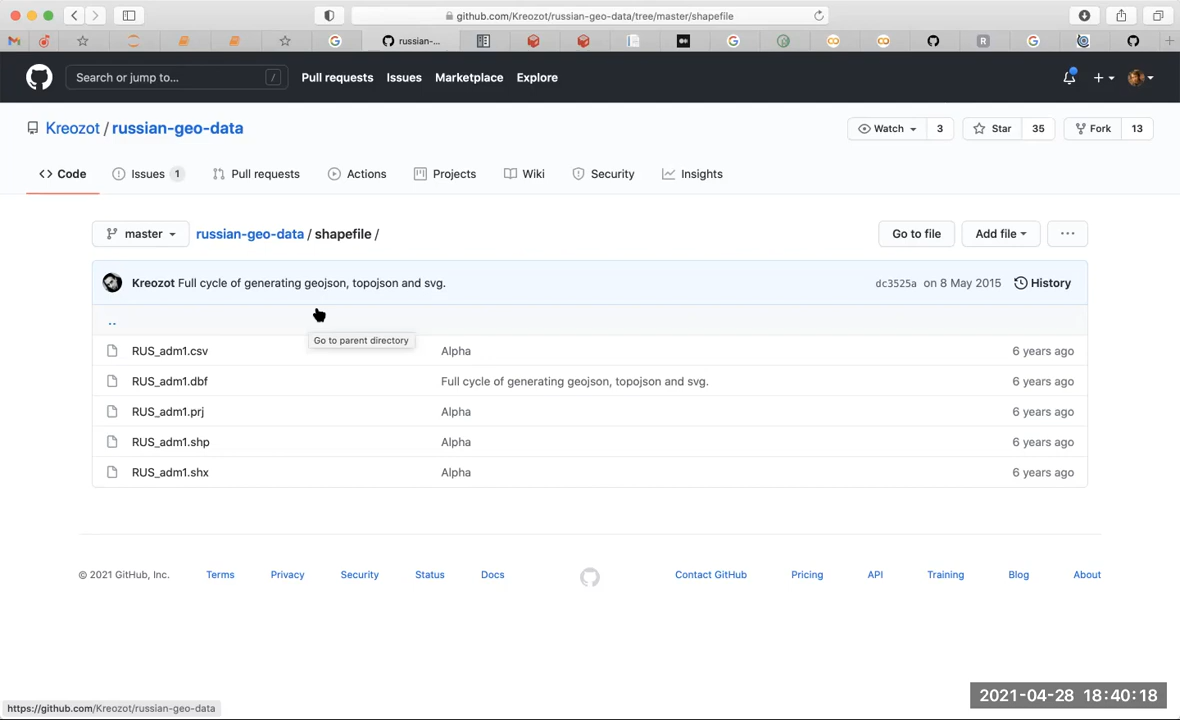 github.com/Kreozot/russian-geo-data/tree/master/shapefile
russian-...
Search or jump to... / Pull requests Issues Marketplace Explore
Kreozot / russian-geo-data Watch 3 Star 35 Fork 13
Code Issues 1 Pull requests Actions Projects Wiki Security Insights
master russian-geo-data / shapefile / Go to file Add file ...
Kreozot Full cycle of generating geojson, topojson and svg. dc3525a on 8 May 2015 History
..
Go to parent directory
RUS_adm1.csv Alpha 6 years ago
RUS_adm1.dbf Full cycle of generating geojson, topojson and svg. 6 years ago
RUS_adm1.prj Alpha 6 years ago
RUS_adm1.shp Alpha 6 years ago
RUS_adm1.shx Alpha 6 years ago
© 2021 GitHub, Inc. Terms Privacy Security Status Docs Contact GitHub Pricing API Training Blog About
2021-04-28 18:40:18
https://github.com/Kreozot/russian-geo-data